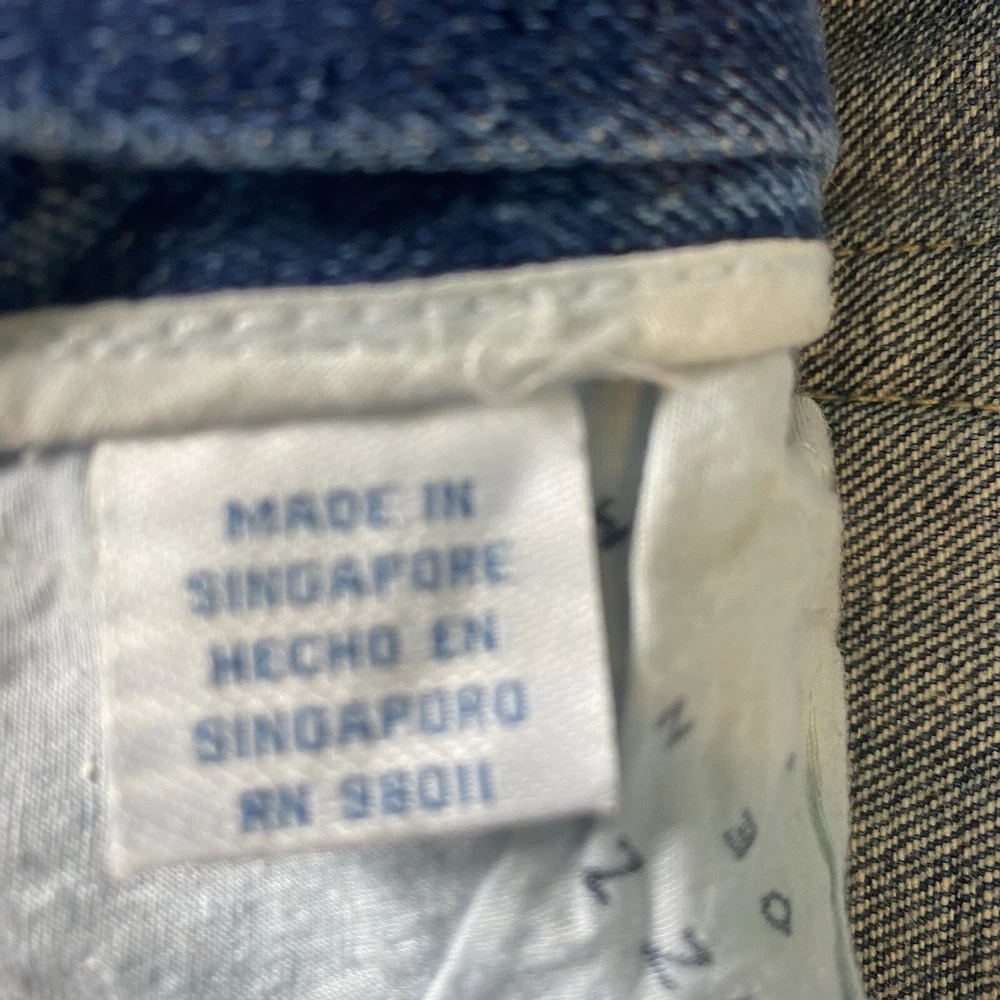 MADE IN
SINGAPORE
HECHO EN
SINGAPORO
RN 98011